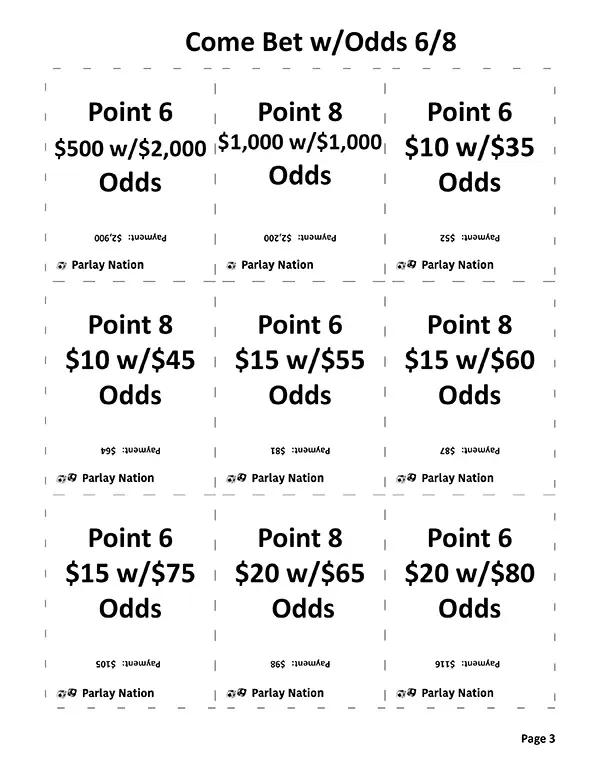 Come Bet w/Odds 6/8
Point 6
$500 w/$2,000
Odds
Payment: $2,900
Parlay Nation
Point 8
$1,000 w/$1,000
Odds
Payment: $2,200
Parlay Nation
Point 6
$10 w/$35
Odds
Payment: $52
Parlay Nation
Point 8
$10 w/$45
Odds
Payment: $64
Parlay Nation
Point 6
$15 w/$55
Odds
Payment: $81
Parlay Nation
Point 8
$15 w/$60
Odds
Payment: $87
Parlay Nation
Point 6
$15 w/$75
Odds
Payment: $105
Parlay Nation
Point 8
$20 w/$65
Odds
Payment: $98
Parlay Nation
Point 6
$20 w/$80
Odds
Payment: $116
Parlay Nation
Page 3